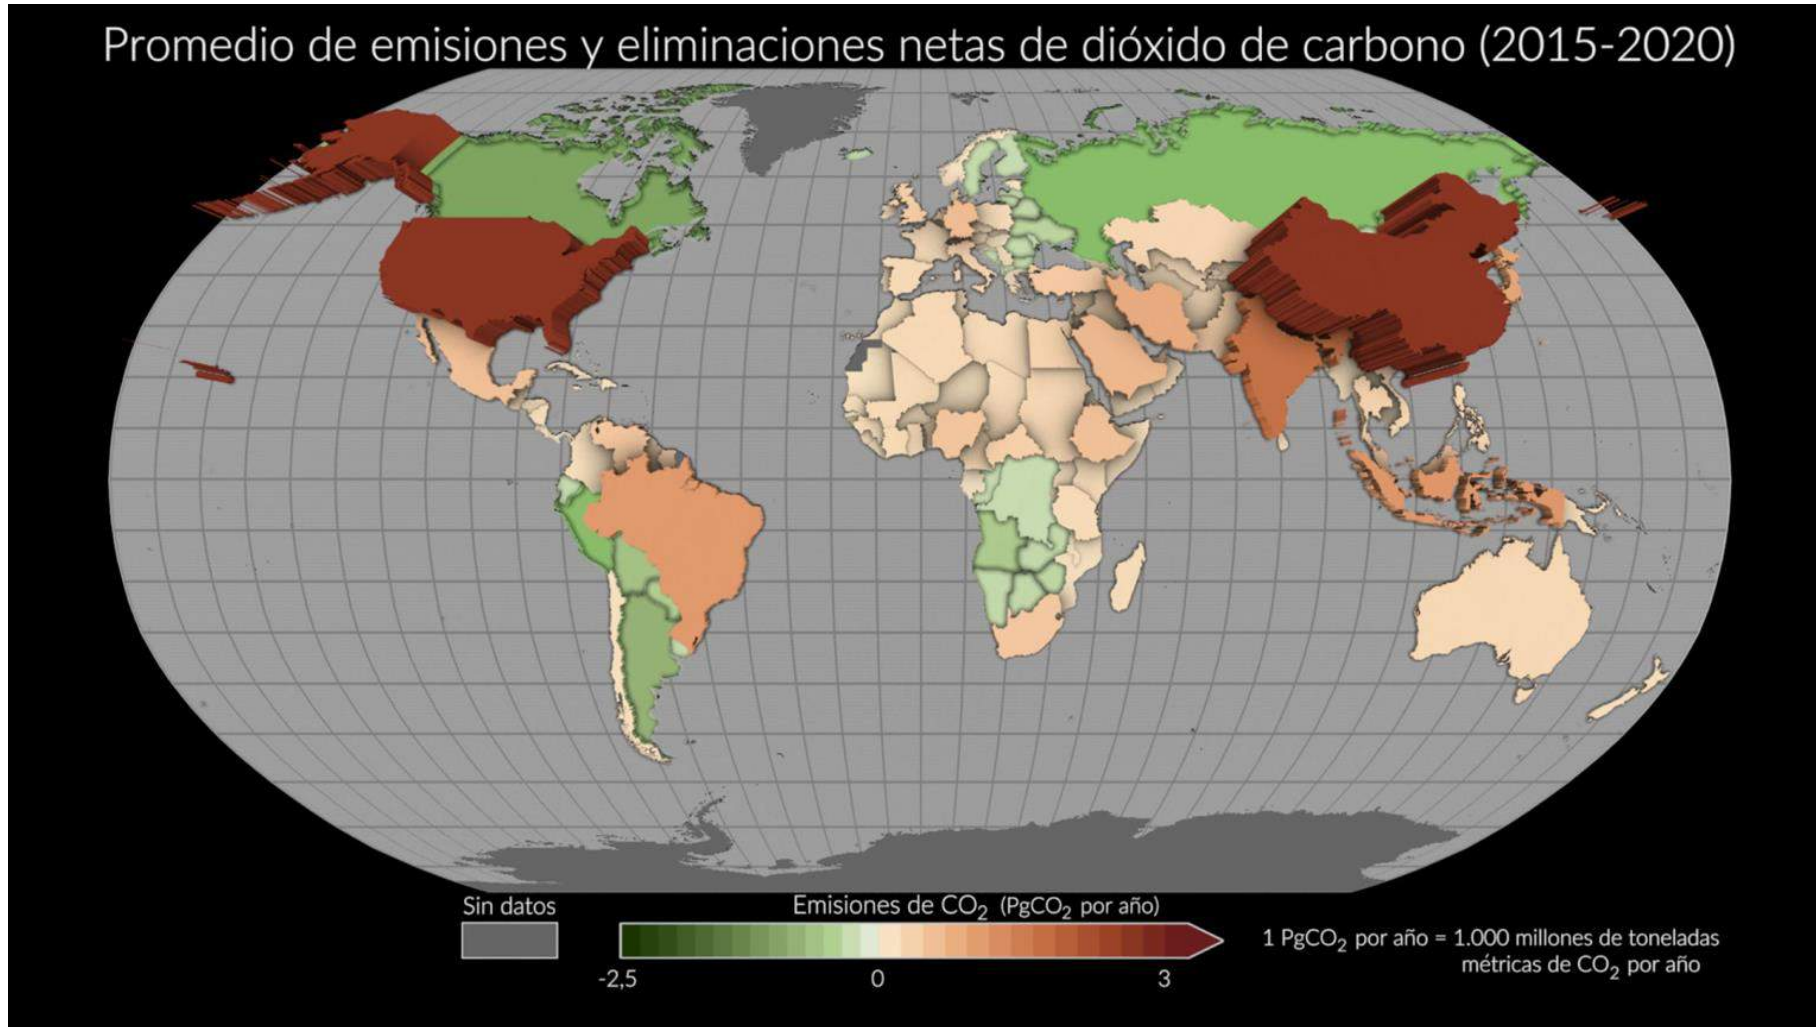 Promedio de emisiones y eliminaciones netas de dióxido de carbono (2015-2020)
Sin datos
Emisiones de CO₂ (PgCO₂ por año)
-2,5
0
3
1 PgCO₂ por año = 1.000 millones de toneladas
métricas de CO₂ por año